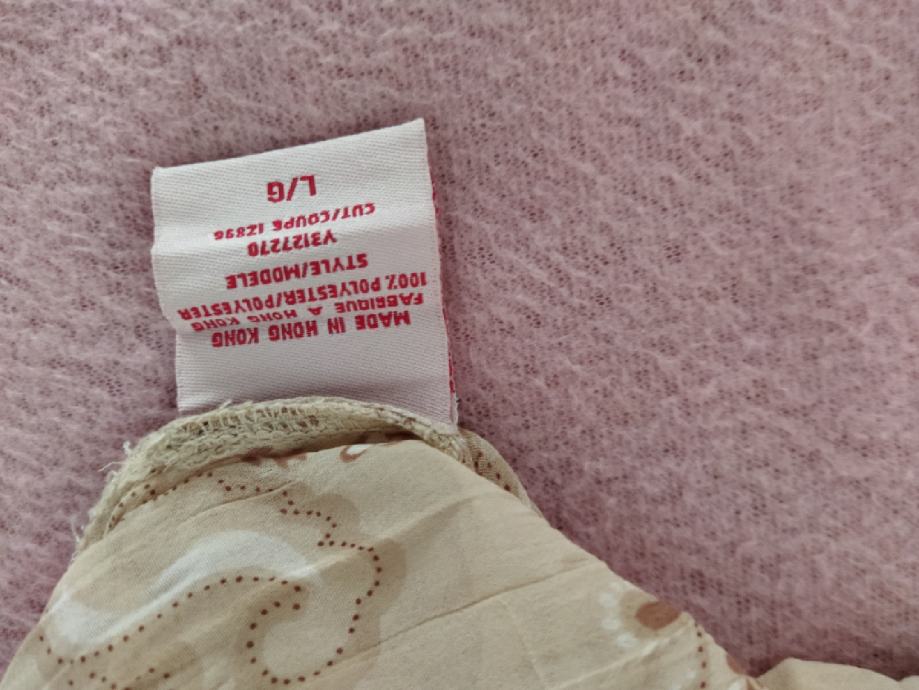 MADE IN HONG KONG
FABRIQUE A HONG KONG
100% POLYESTER/POLYESTER
STYLE/MODELE
Y3127270
CUT/COUPE 12896
L/G